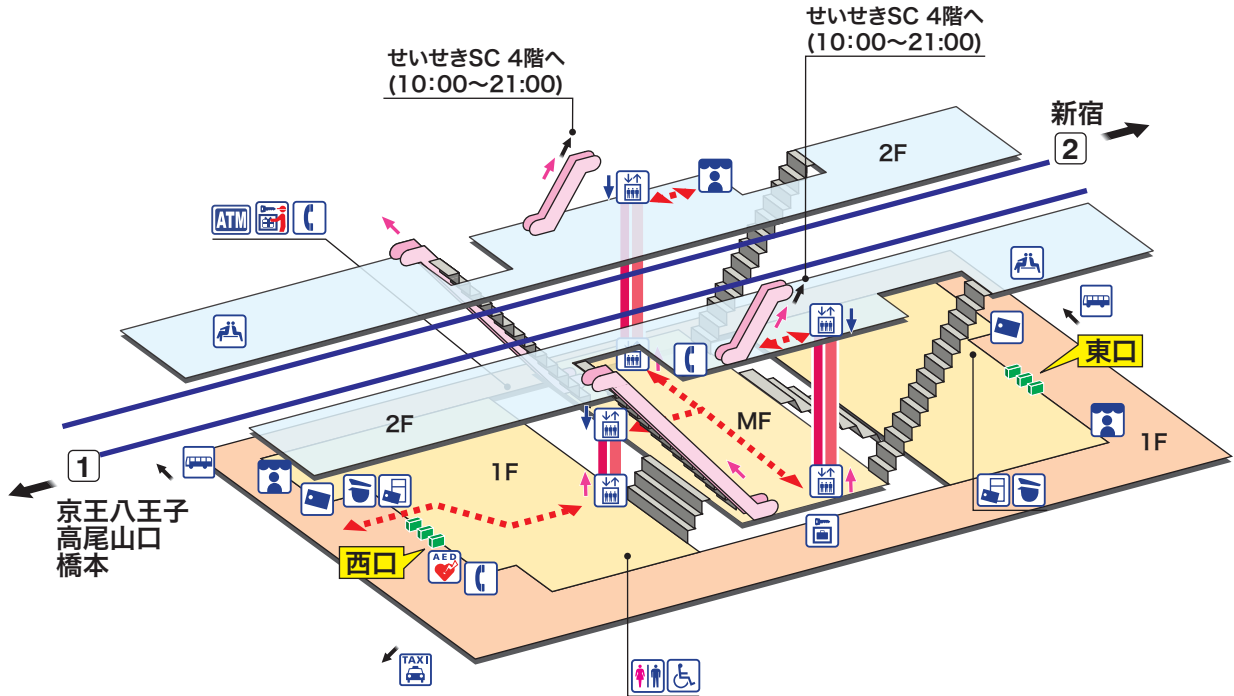 せいせきSC 4階へ
(10:00〜21:00)
せいせきSC 4階へ
(10:00〜21:00)
新宿
2
2F
ATM
東口
2F
MF
1F
1F
1
京王八王子
高尾山口
橋本
西口
AED
TAXI